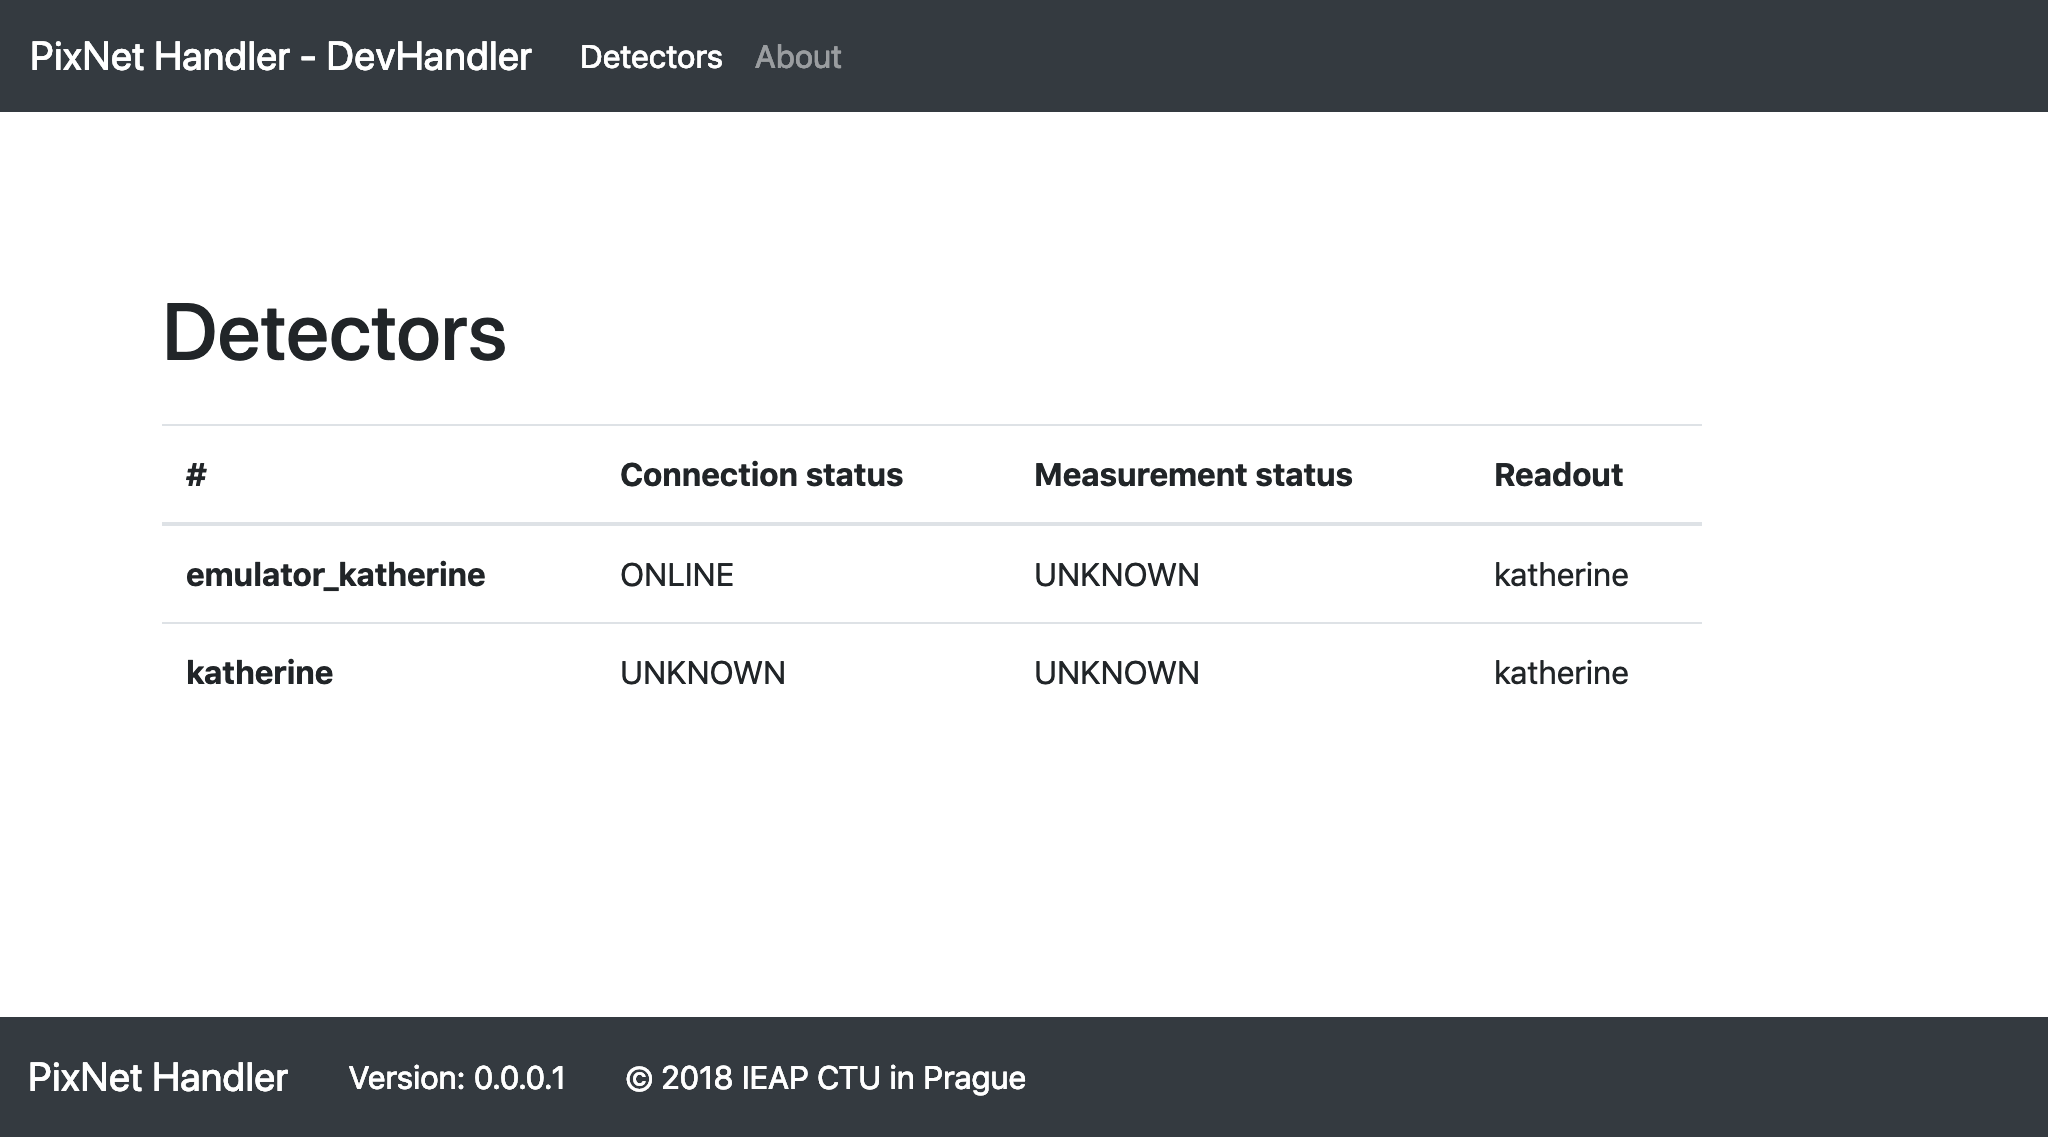 PixNet Handler - DevHandler Detectors About
Detectors
# Connection status Measurement status Readout
emulator_katherine ONLINE UNKNOWN katherine
katherine UNKNOWN UNKNOWN katherine
PixNet Handler Version: 0.0.0.1 © 2018 IEAP CTU in Prague